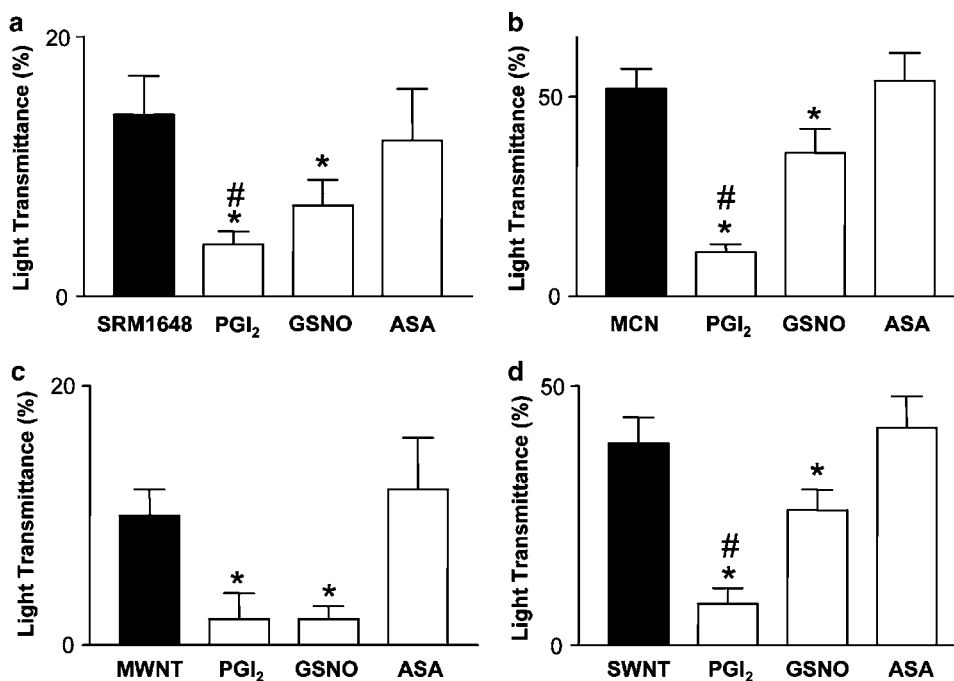 a
Light Transmittance (%)
20
0
#
*
*
SRM1648 PGI₂ GSNO ASA
b
Light Transmittance (%)
50
0
#
*
*
MCN PGI₂ GSNO ASA
c
Light Transmittance (%)
20
0
*
*
MWNT PGI₂ GSNO ASA
d
Light Transmittance (%)
50
0
#
*
*
SWNT PGI₂ GSNO ASA